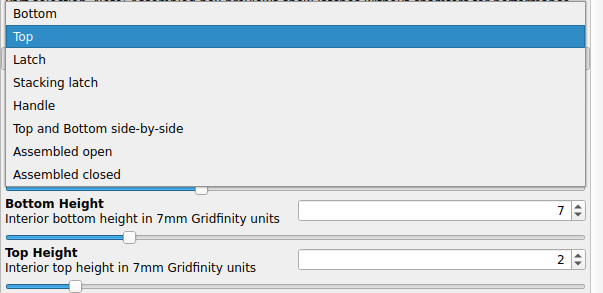 Bottom
Top
Latch
Stacking latch
Handle
Top and Bottom side-by-side
Assembled open
Assembled closed
Bottom Height
Interior bottom height in 7mm Gridfinity units
7
Top Height
Interior top height in 7mm Gridfinity units
2